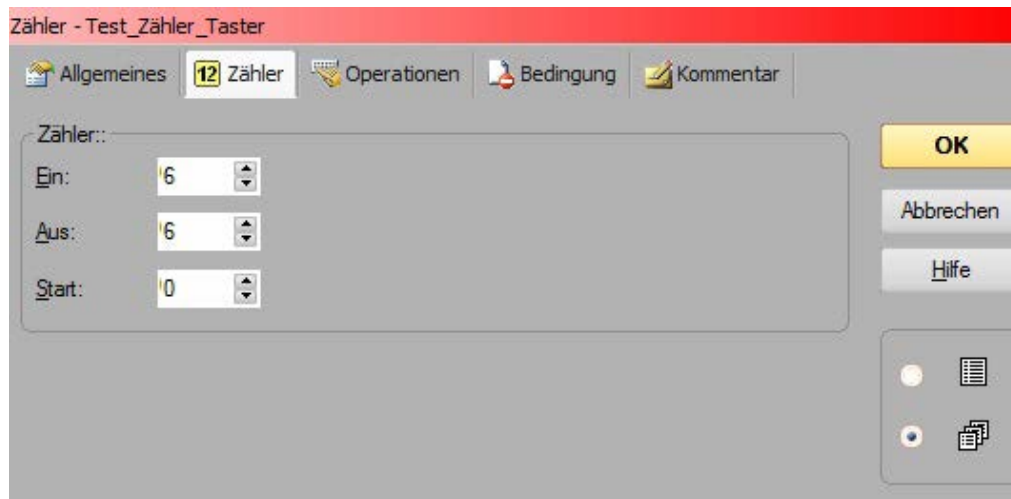 Zähler - Test_Zähler_Taster
Allgemeines 12 Zähler Operationen Bedingung Kommentar
Zähler::
Ein: '6
Aus: '6
Start: '0
OK
Abbrechen
Hilfe